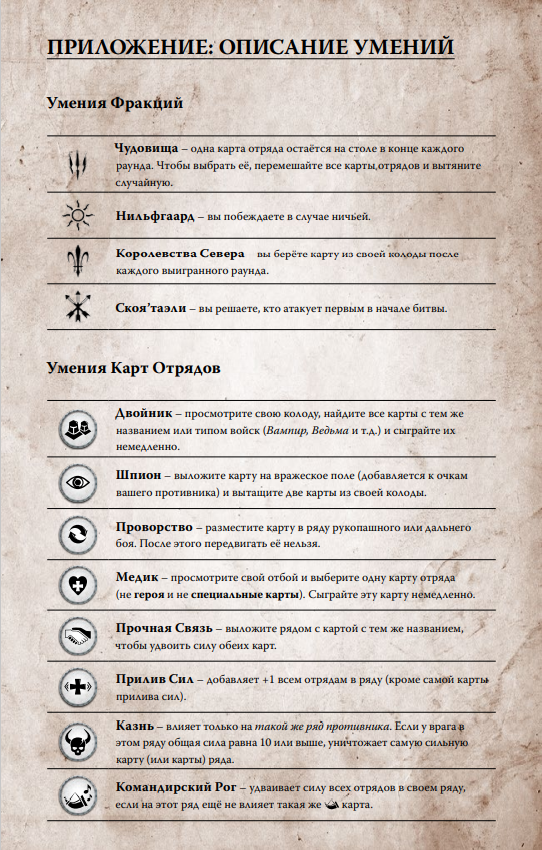 ПРИЛОЖЕНИЕ: ОПИСАНИЕ УМЕНИЙ
Умения Фракций
Чудовища – одна карта отряда остаётся на столе в конце каждого
раунда. Чтобы выбрать её, перемешайте все карты отрядов и вытяните
случайную.
Нильфгаард – вы побеждаете в случае ничьей.
Королевства Севера вы берёте карту из своей колоды после
каждого выигранного раунда.
Скоя’таэли – вы решаете, кто атакует первым в начале битвы.
Умения Карт Отрядов
Двойник – просмотрите свою колоду, найдите все карты с тем же
названием или типом войск (Вампир, Ведьма и т.д.) и сыграйте их
немедленно.
Шпион – выложите карту на вражеское поле (добавляется к очкам
вашего противника) и вытащите две карты из своей колоды.
Проворство – разместите карту в ряду рукопашного или дальнего
боя. После этого передвигать её нельзя.
Медик – просмотрите свой отбой и выберите одну карту отряда
(не героя и не специальные карты). Сыграйте эту карту немедленно.
Прочная Связь – выложите рядом с картой с тем же названием,
чтобы удвоить силу обеих карт.
Прилив Сил – добавляет +1 всем отрядам в ряду (кроме самой карты
прилива сил).
Казнь – влияет только на такой же ряд противника. Если у врага в
этом ряду общая сила равна 10 или выше, уничтожает самую сильную
карту (или карты) ряда.
Командирский Рог – удваивает силу всех отрядов в своем ряду,
если на этот ряд ещё не влияет такая же карта.